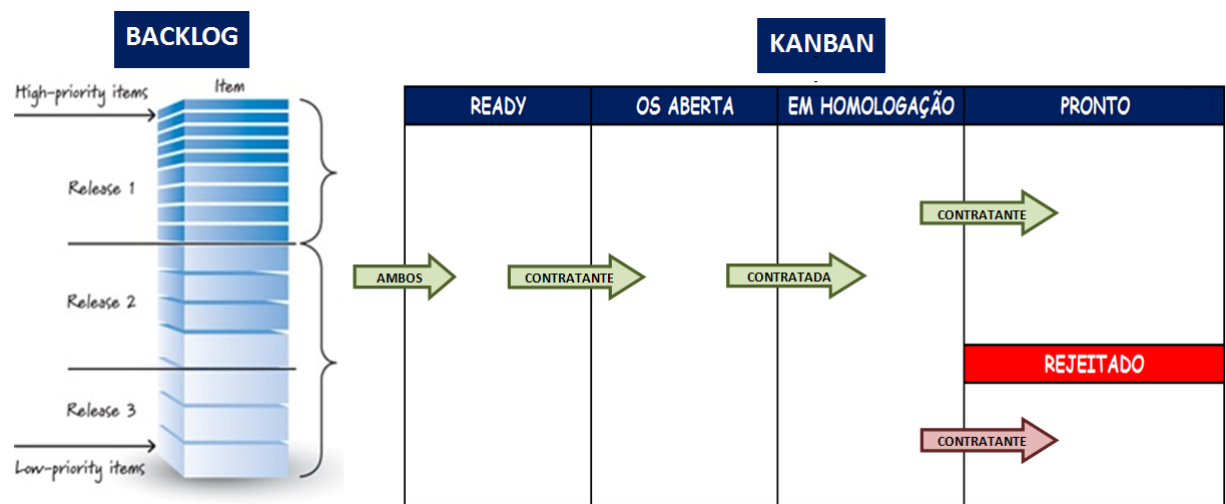 BACKLOG
KANBAN
High-priority items
Item
Release 1
Release 2
Release 3
Low-priority items
READY
OS ABERTA
EM HOMOLOGAÇÃO
PRONTO
CONTRATANTE
AMBOS
CONTRATANTE
CONTRATADA
REJEITADO
CONTRATANTE